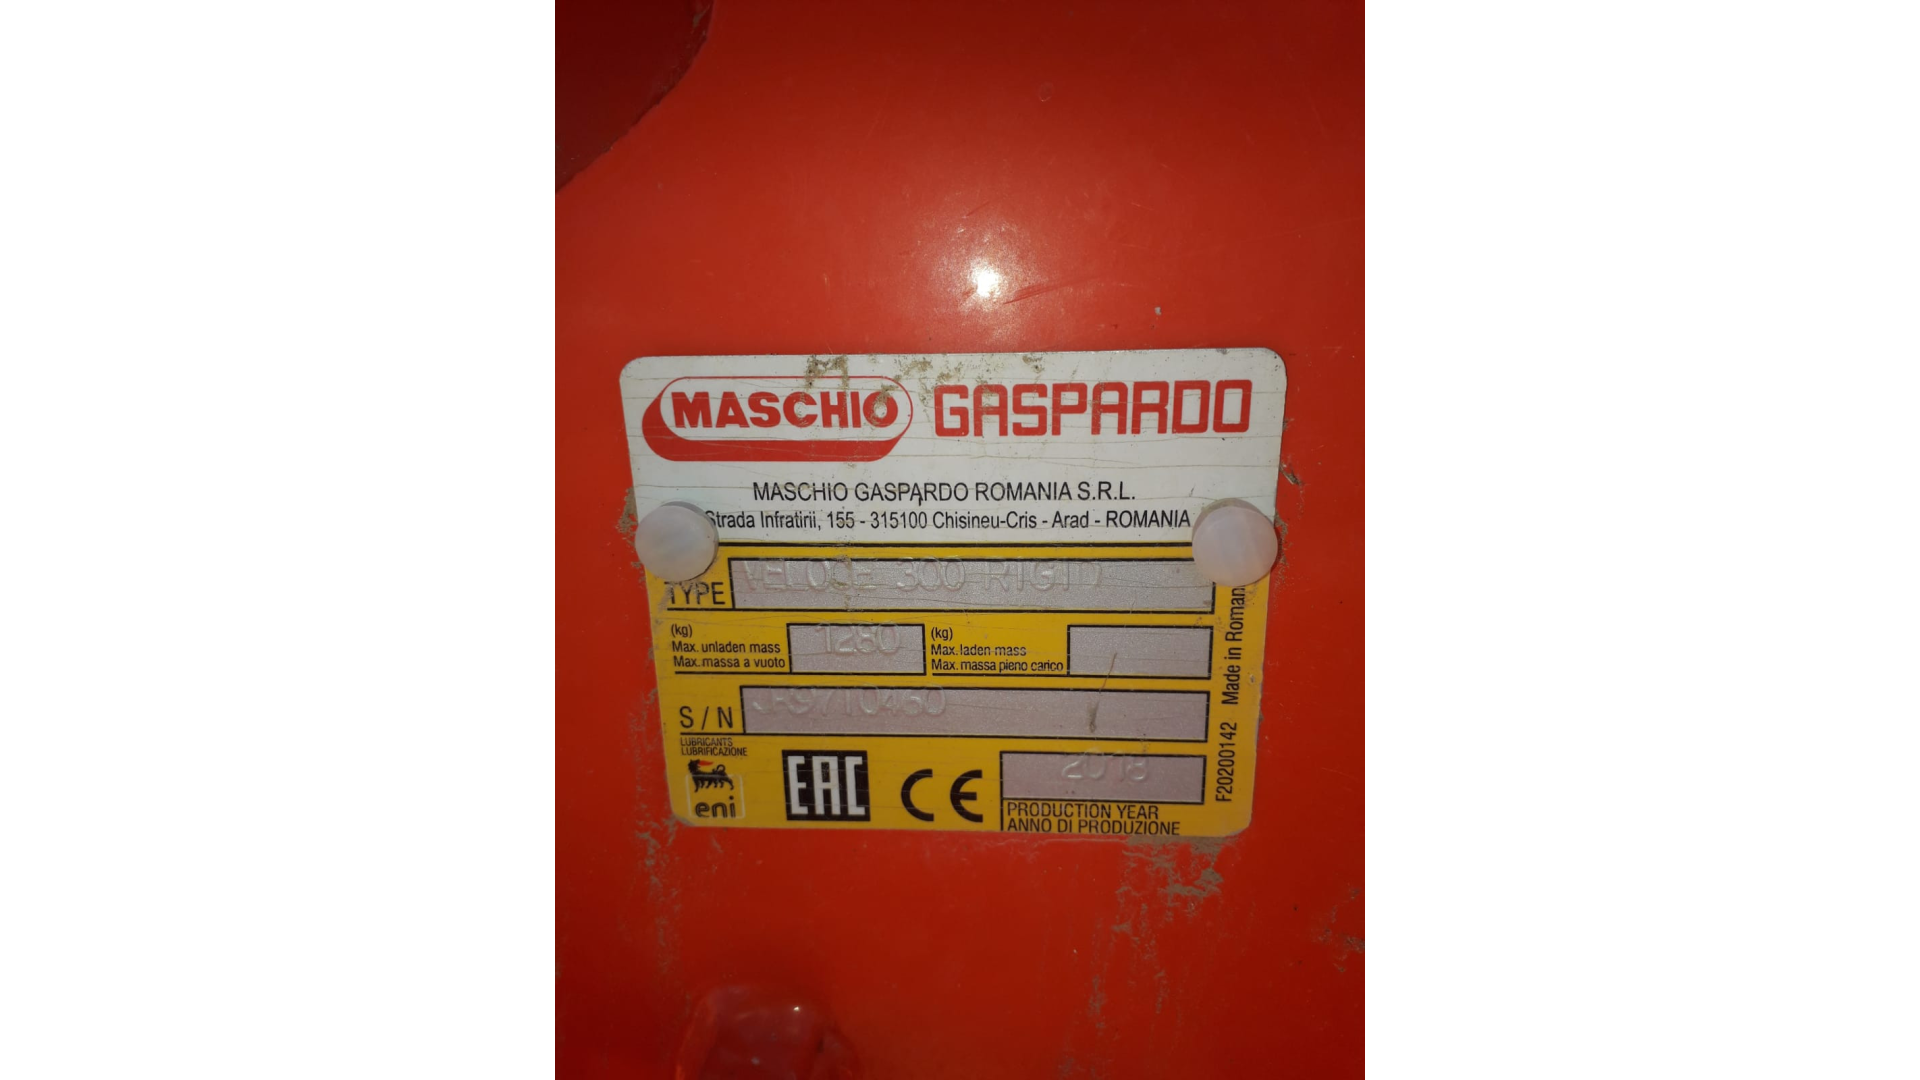 MASCHIO GASPARDO
MASCHIO GASPARDO ROMANIA S.R.L.
Strada Infratirii, 155 - 315100 Chisineu-Cris - Arad - ROMANIA
TYPE VELOCE 300 RIGID
(kg)
Max. unladen mass
Max. massa a vuoto
1280
(kg)
Max. laden mass
Max. massa pieno carico
S / N
LUBRICANTS
LUBRIFICAZIONE
eni
EAC
CE
PRODUCTION YEAR
ANNO DI PRODUZIONE
F20200142 Made in Roman